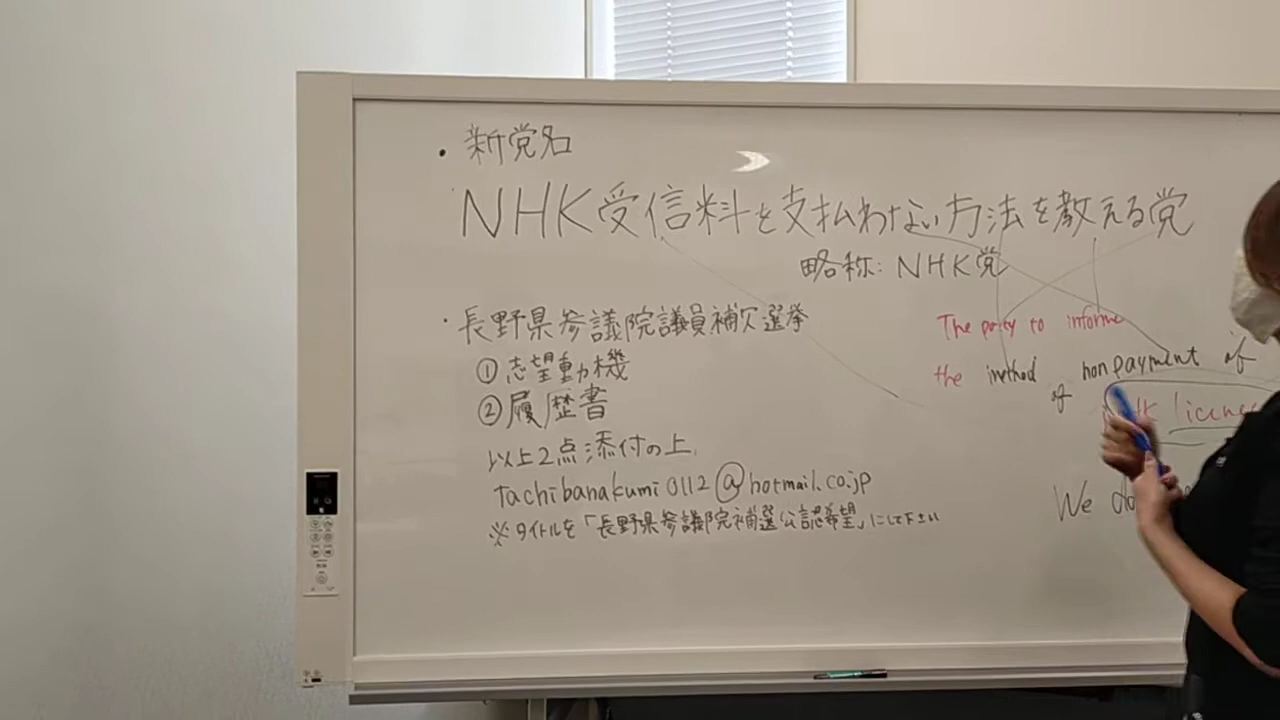 ・新党名
NHK受信料を支払わない方法を教える党
略称:NHK党
・長野県参議院議員補欠選挙
①志望動機
②履歴書
以上2点添付の上、
tachibanakumi0112@hotmail.co.jp
※タイトルを「長野県参議院補選公認希望」にして下さい
The party to informe
the method of nonpayment of
license
We do